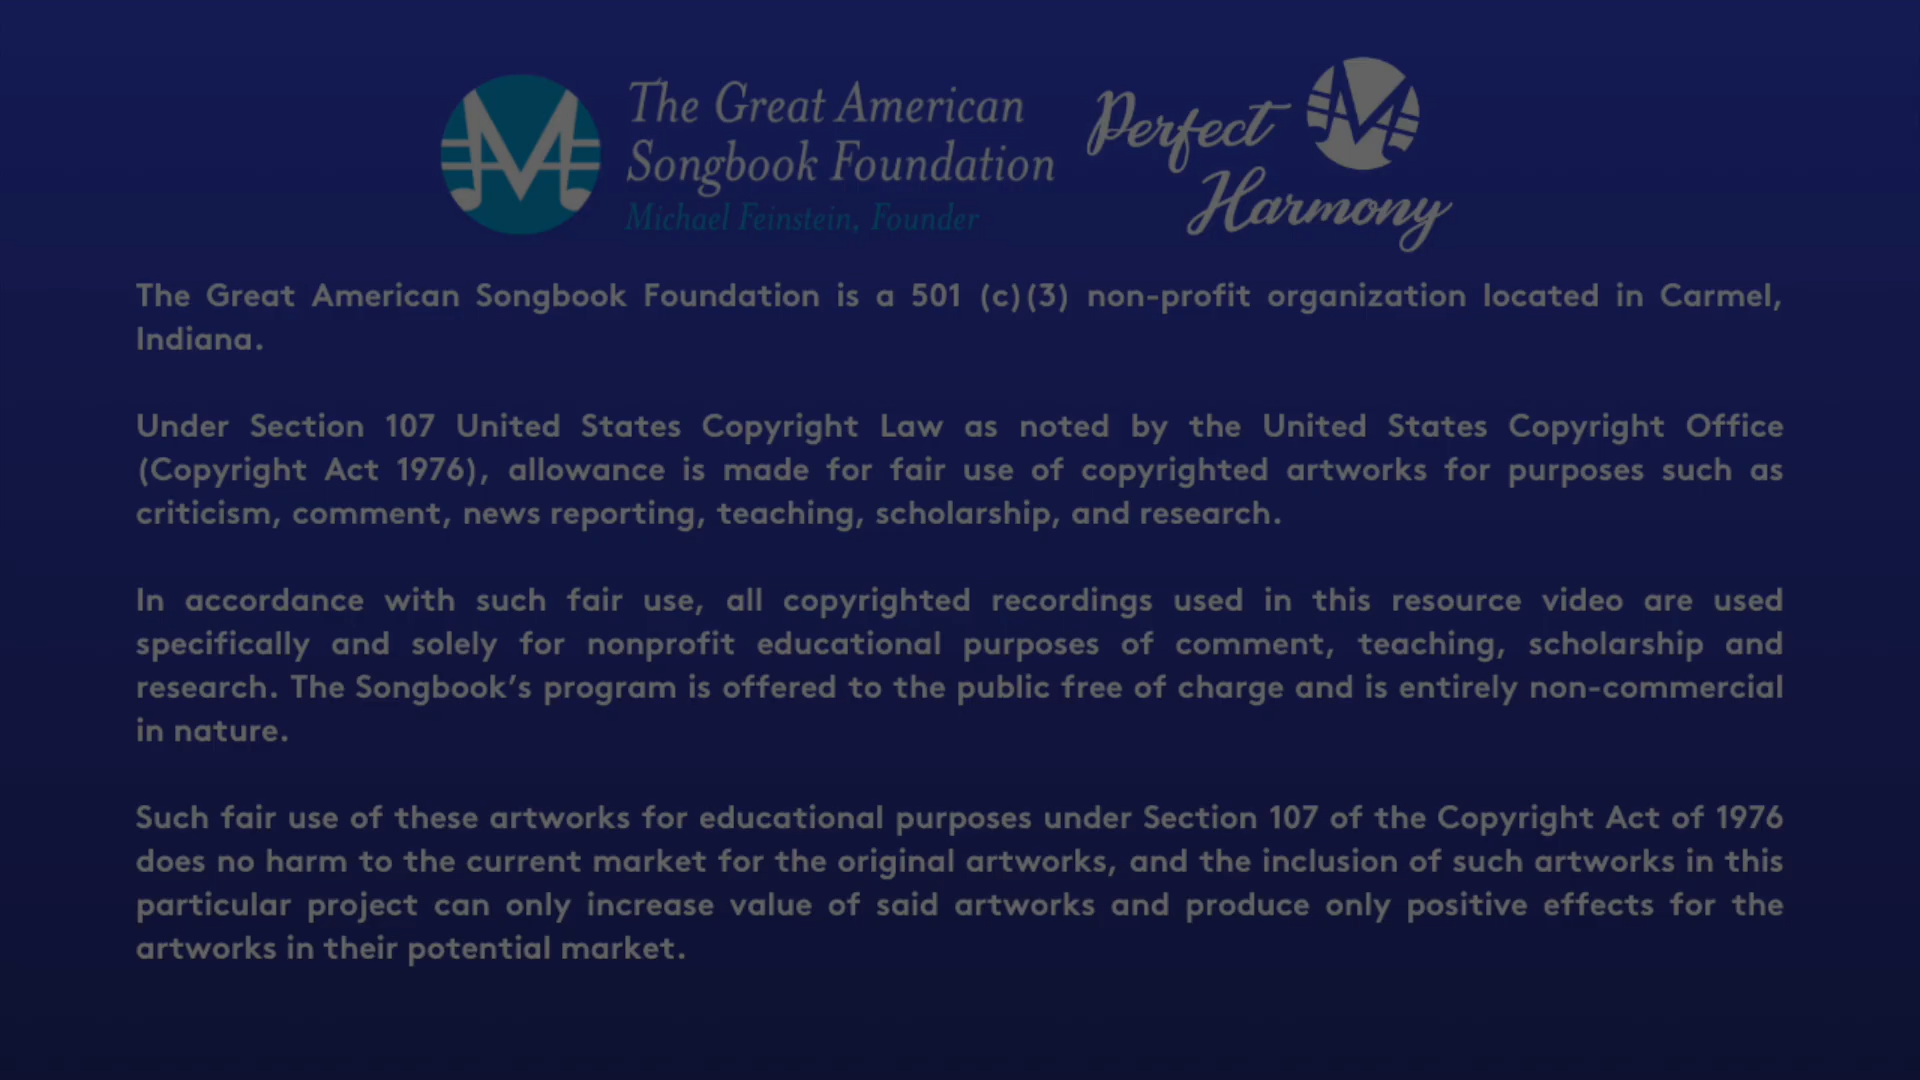 The Great American
Songbook Foundation
Michael Feinstein, Founder
Perfect
Harmony
The Great American Songbook Foundation is a 501 (c)(3) non-profit organization located in Carmel,
Indiana.
Under Section 107 United States Copyright Law as noted by the United States Copyright Office
(Copyright Act 1976), allowance is made for fair use of copyrighted artworks for purposes such as
criticism, comment, news reporting, teaching, scholarship, and research.
In accordance with such fair use, all copyrighted recordings used in this resource video are used
specifically and solely for nonprofit educational purposes of comment, teaching, scholarship and
research. The Songbook’s program is offered to the public free of charge and is entirely non-commercial
in nature.
Such fair use of these artworks for educational purposes under Section 107 of the Copyright Act of 1976
does no harm to the current market for the original artworks, and the inclusion of such artworks in this
particular project can only increase value of said artworks and produce only positive effects for the
artworks in their potential market.